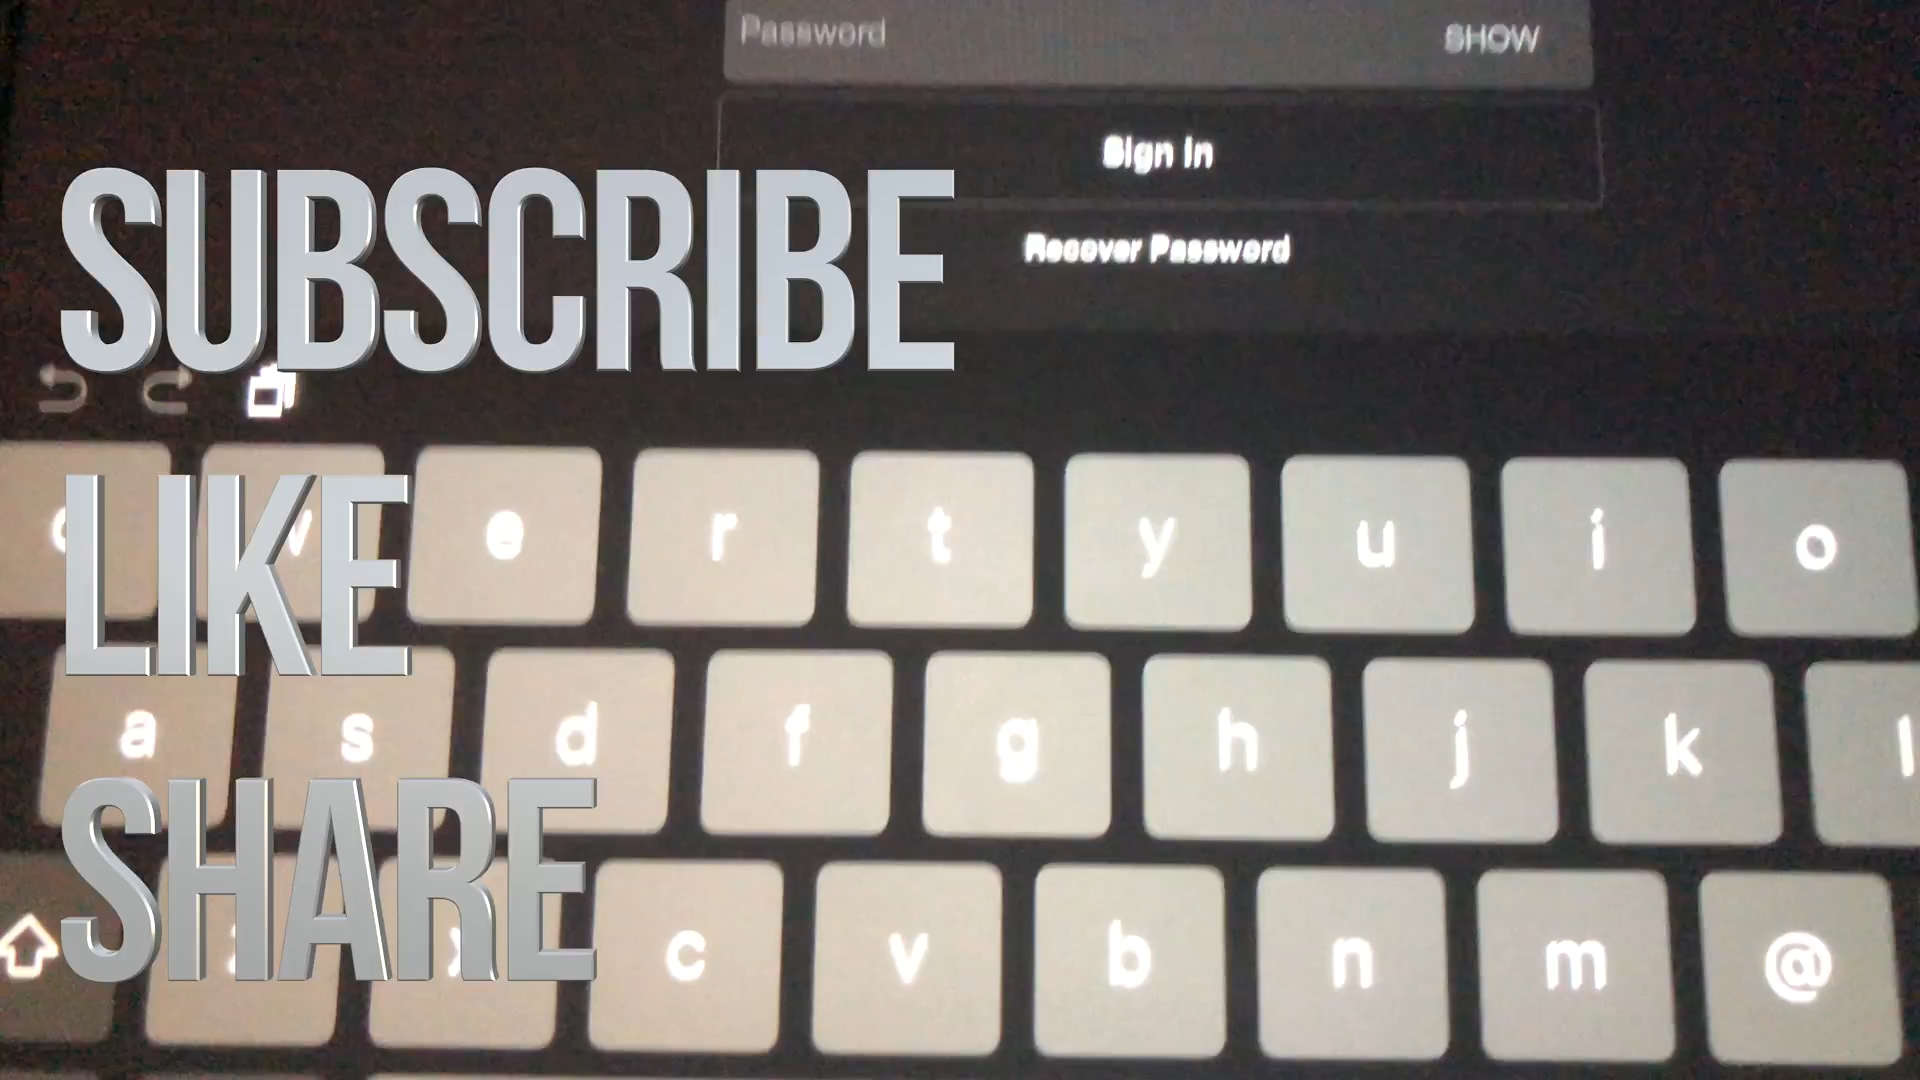 Password SHOW
Sign In
SUBSCRIBE
Recover Password
LIKE
e r t y u i o
a s d f g h j k l
SHARE
c v b n m @